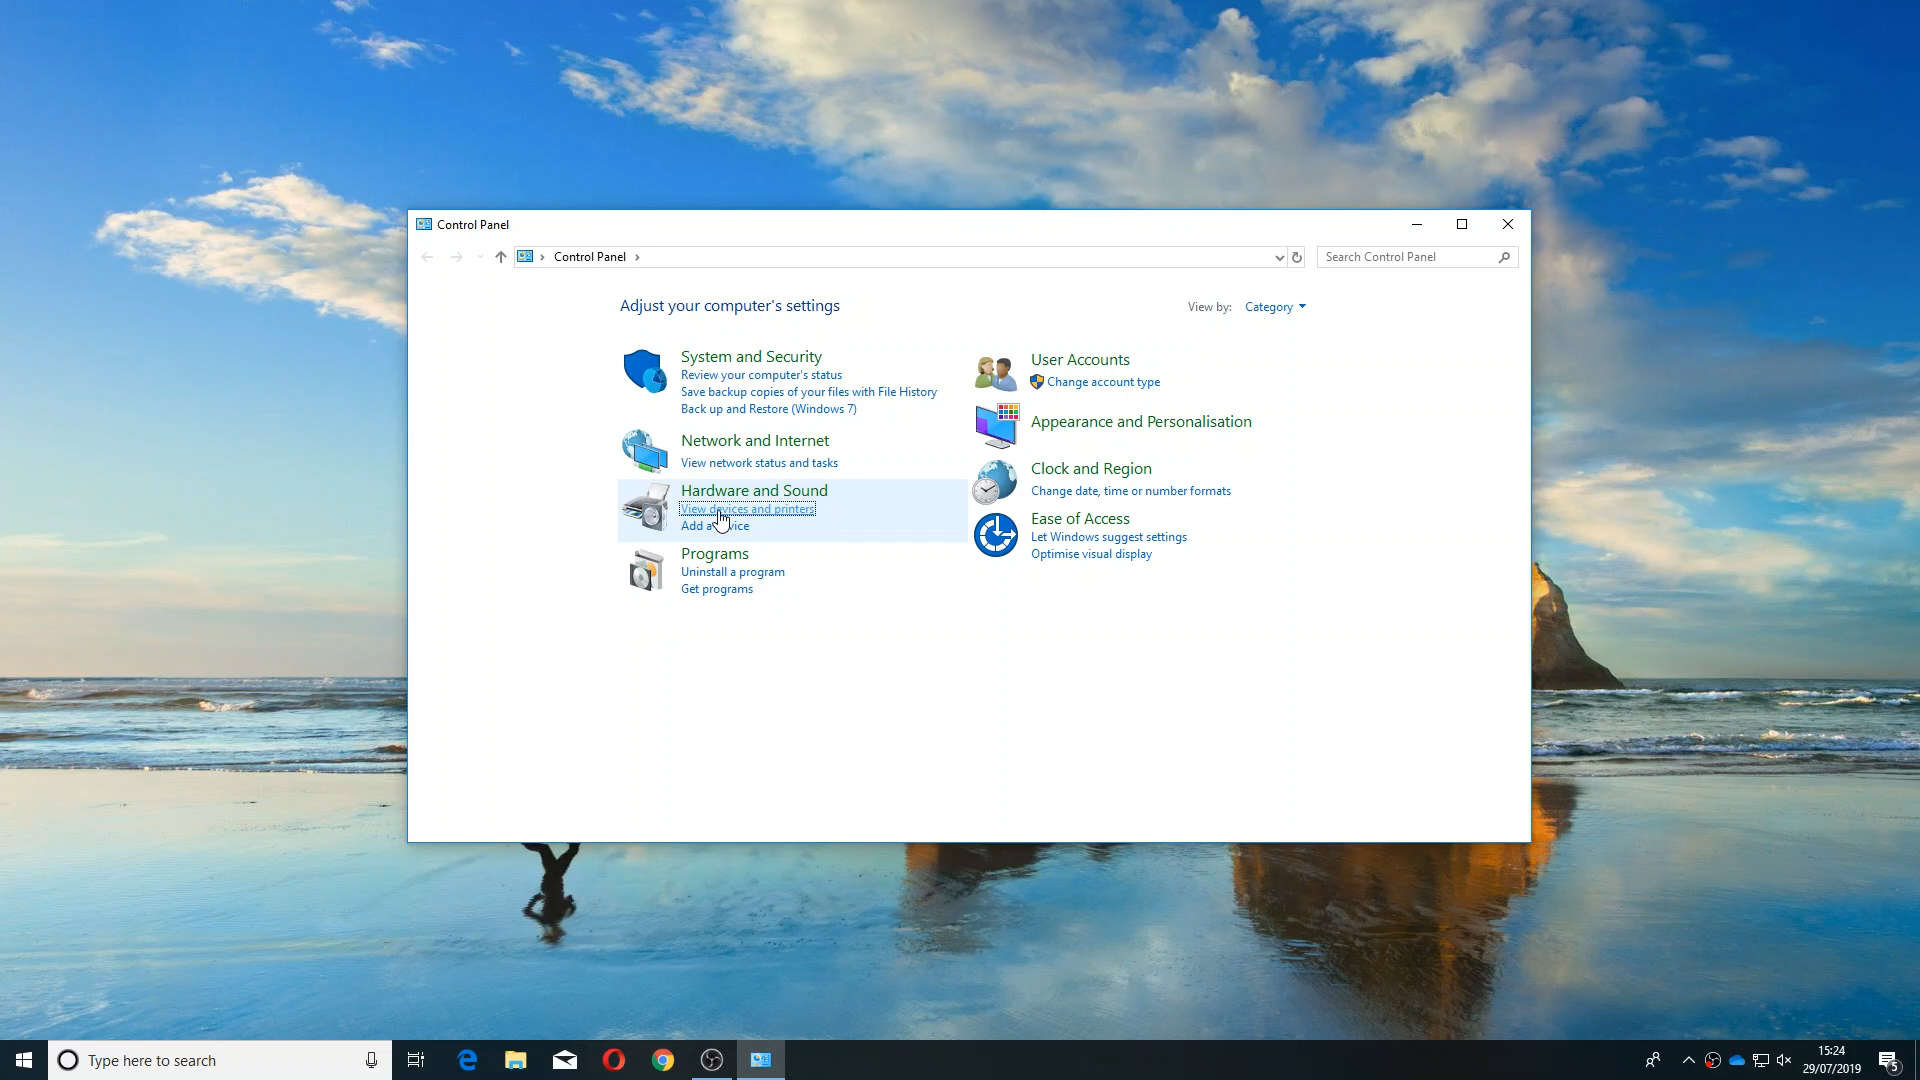 Control Panel
Control Panel
Search Control Panel
Adjust your computer's settings
View by: Category
System and Security
Review your computer's status
Save backup copies of your files with File History
Back up and Restore (Windows 7)
Network and Internet
View network status and tasks
Hardware and Sound
View devices and printers
Add a vice
Programs
Uninstall a program
Get programs
User Accounts
Change account type
Appearance and Personalisation
Clock and Region
Change date, time or number formats
Ease of Access
Let Windows suggest settings
Optimise visual display
Type here to search
15:24
29/07/2019
5